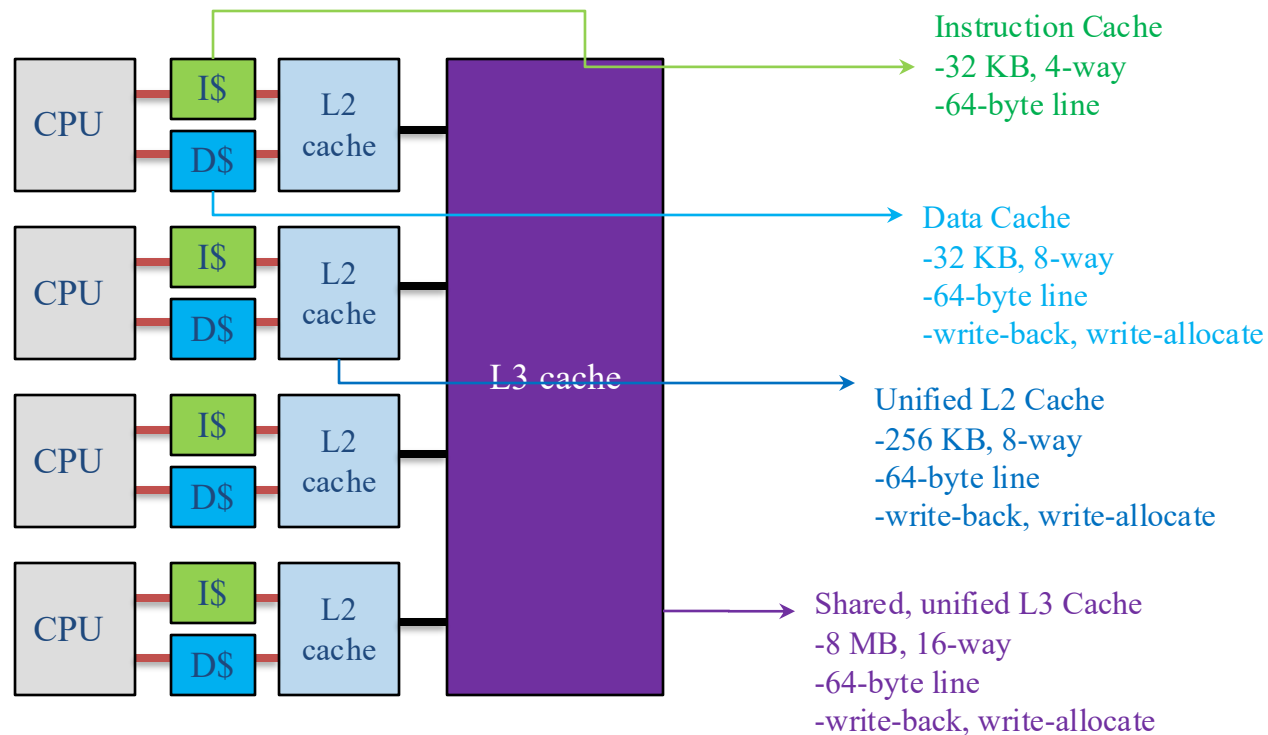 CPU
I$
D$
L2
cache
CPU
I$
D$
L2
cache
CPU
I$
D$
L2
cache
CPU
I$
D$
L2
cache
L3 cache
Instruction Cache
-32 KB, 4-way
-64-byte line
Data Cache
-32 KB, 8-way
-64-byte line
-write-back, write-allocate
Unified L2 Cache
-256 KB, 8-way
-64-byte line
-write-back, write-allocate
Shared, unified L3 Cache
-8 MB, 16-way
-64-byte line
-write-back, write-allocate